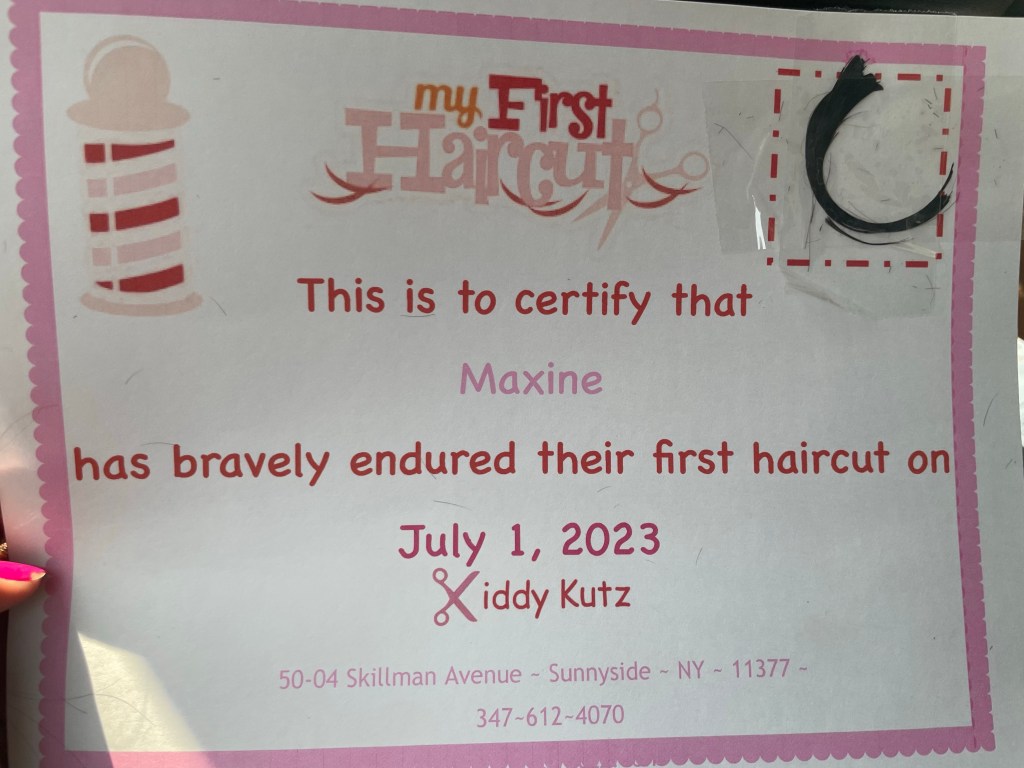 my First
Haircut
This is to certify that
Maxine
has bravely endured their first haircut on
July 1, 2023
Kiddy Kutz
50-04 Skillman Avenue ~ Sunnyside ~ NY ~ 11377 ~
347~612~4070